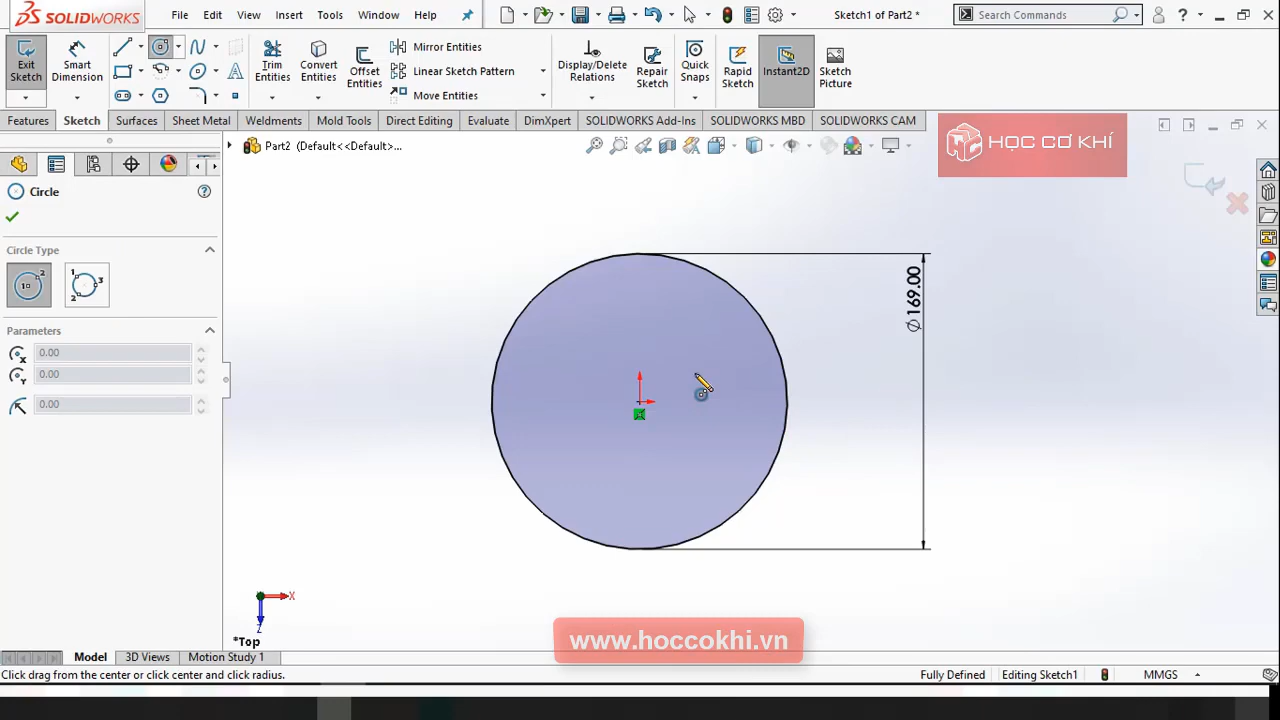 SOLIDWORKS
File Edit View Insert Tools Window Help
Sketch1 of Part2 *
Search Commands
Exit Sketch
Smart Dimension
Trim Entities
Convert Entities
Offset Entities
Mirror Entities
Linear Sketch Pattern
Move Entities
Display/Delete Relations
Repair Sketch
Quick Snaps
Rapid Sketch
Instant2D
Sketch Picture
Features Sketch Surfaces Sheet Metal Weldments Mold Tools Direct Editing Evaluate DimXpert SOLIDWORKS Add-Ins SOLIDWORKS MBD SOLIDWORKS CAM
Part2 (Default<<Default>...
HỌC CƠ KHÍ
Circle
Circle Type
Parameters
0.00
0.00
0.00
∅169.00
X
Z
*Top
www.hoccokhi.vn
Model 3D Views Motion Study 1
Click drag from the center or click center and click radius.
Fully Defined Editing Sketch1 MMGS